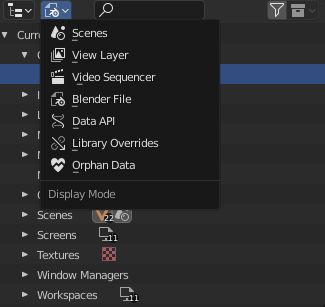 Scenes
View Layer
Video Sequencer
Blender File
Data API
Library Overrides
Orphan Data
Display Mode
Scenes 22
Screens 11
Textures
Window Managers
Workspaces 11